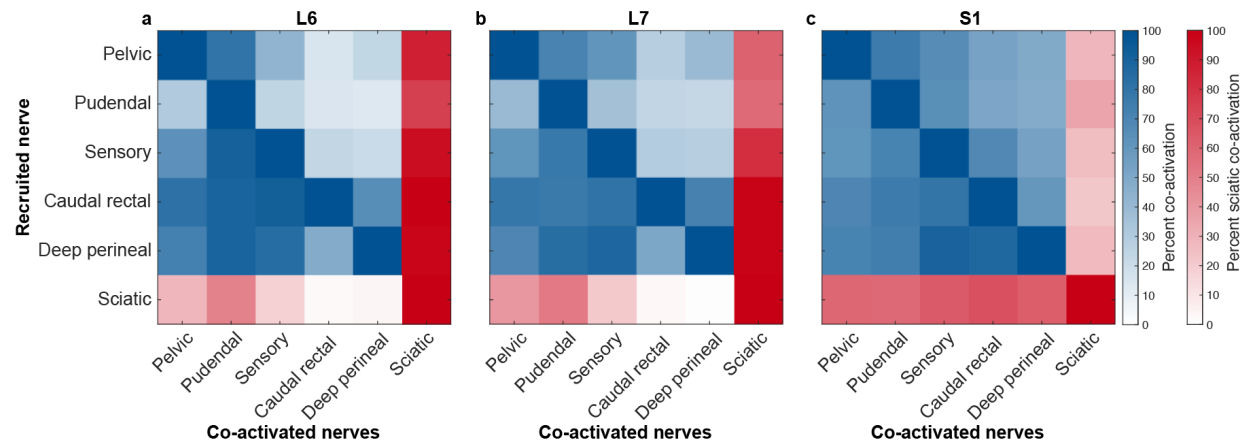 a L6
b L7
c S1
Recruited nerve
Pelvic
Pudendal
Sensory
Caudal rectal
Deep perineal
Sciatic
Pelvic
Pudendal
Sensory
Caudal rectal
Deep perineal
Sciatic
Co-activated nerves
Pelvic
Pudendal
Sensory
Caudal rectal
Deep perineal
Sciatic
Co-activated nerves
Pelvic
Pudendal
Sensory
Caudal rectal
Deep perineal
Sciatic
Co-activated nerves
100
90
80
70
60
50
40
30
20
10
0
Percent co-activation
100
90
80
70
60
50
40
30
20
10
0
Percent sciatic co-activation